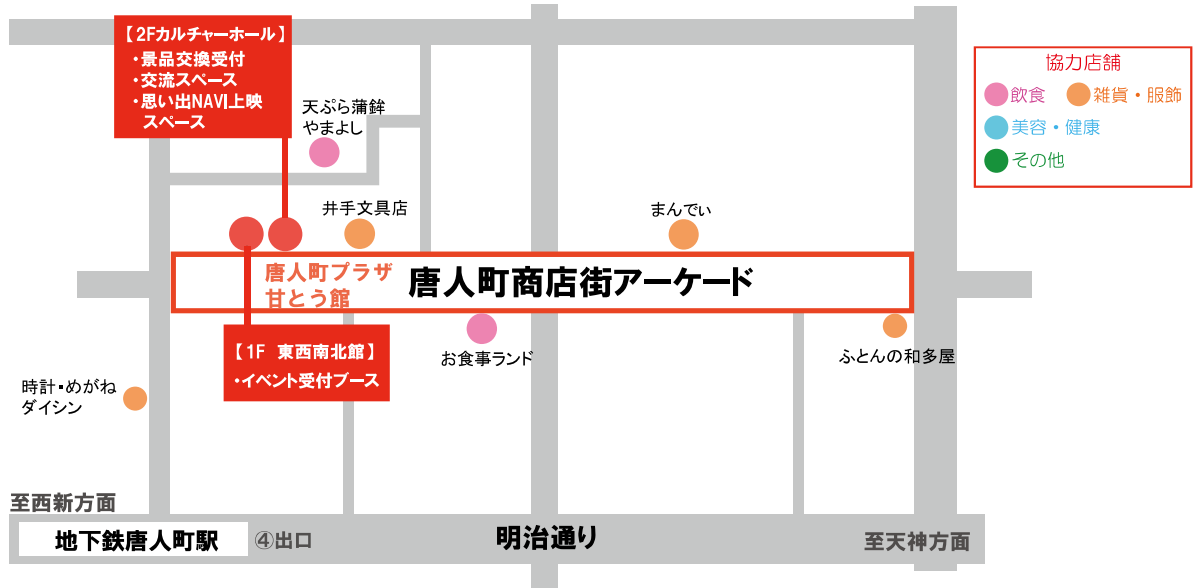 【2Fカルチャーホール】
・景品交換受付
・交流スペース
・思い出NAVI上映
スペース
協力店舗
飲食
雑貨・服飾
美容・健康
その他
天ぷら蒲鉾
やまよし
井手文具店
まんでぃ
唐人町プラザ
甘とう館
唐人町商店街アーケード
【1F 東西南北館】
・イベント受付ブース
お食事ランド
ふとんの和多屋
時計・めがね
ダイシン
至西新方面
地下鉄唐人町駅
④出口
明治通り
至天神方面